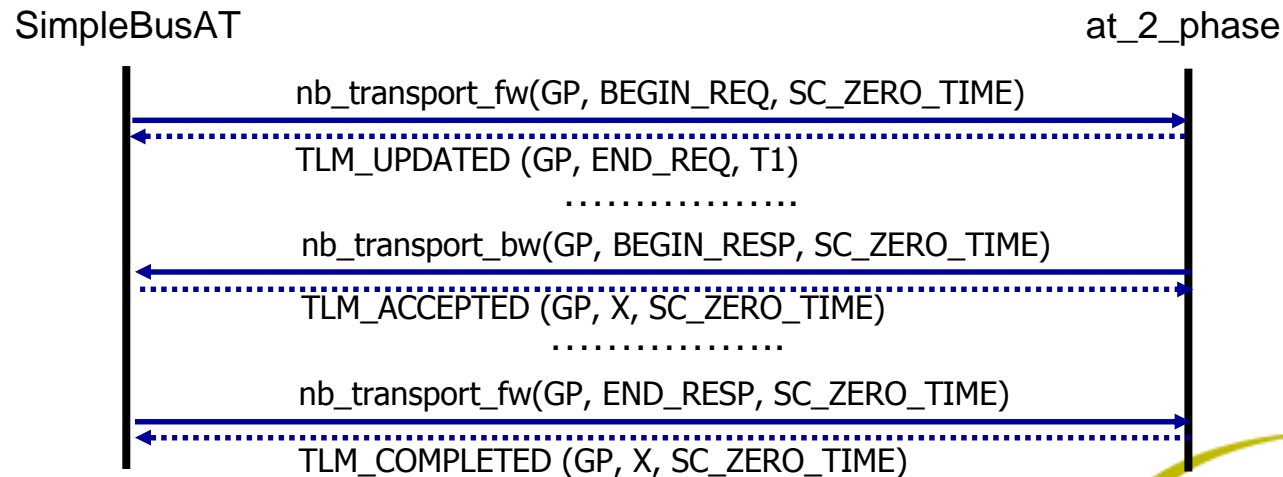 SimpleBusAT at_2_phase
nb_transport_fw(GP, BEGIN_REQ, SC_ZERO_TIME)
TLM_UPDATED (GP, END_REQ, T1)
.................
nb_transport_bw(GP, BEGIN_RESP, SC_ZERO_TIME)
TLM_ACCEPTED (GP, X, SC_ZERO_TIME)
.................
nb_transport_fw(GP, END_RESP, SC_ZERO_TIME)
TLM_COMPLETED (GP, X, SC_ZERO_TIME)